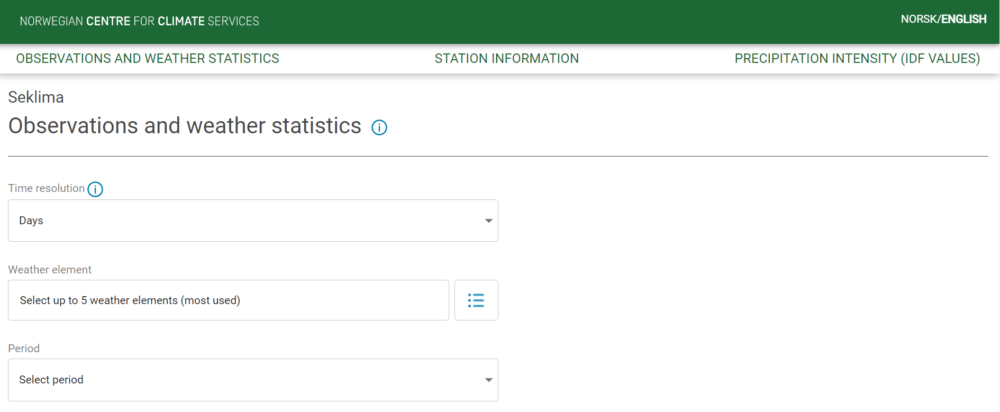 NORWEGIAN CENTRE FOR CLIMATE SERVICES
NORSK/ENGLISH
OBSERVATIONS AND WEATHER STATISTICS
STATION INFORMATION
PRECIPITATION INTENSITY (IDF VALUES)
Seklima
Observations and weather statistics
Time resolution
Days
Weather element
Select up to 5 weather elements (most used)
Period
Select period